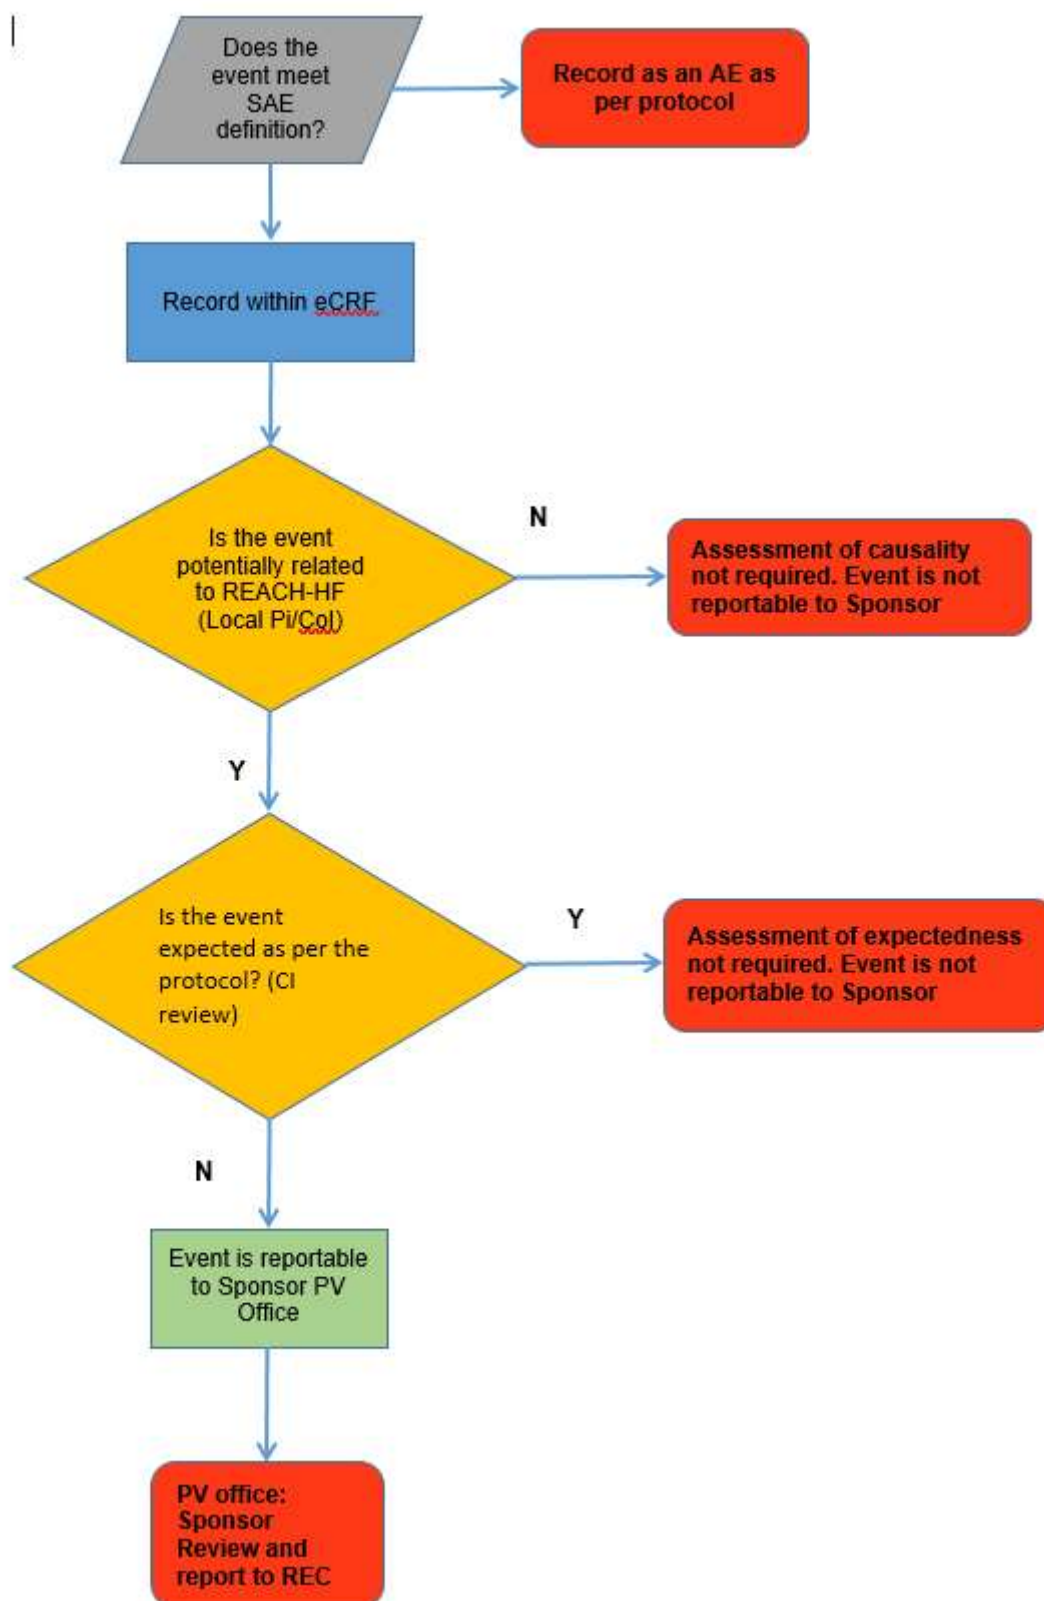 Does the
event meet
SAE
definition?
Record as an AE as
per protocol
Record within eCRF
Is the event
potentially related
to REACH-HF
(Local Pi/CoI)
N
Assessment of causality
not required. Event is not
reportable to Sponsor
Y
Is the event
expected as per the
protocol? (CI
review)
Y
Assessment of expectedness
not required. Event is not
reportable to Sponsor
N
Event is reportable
to Sponsor PV
Office
PV office:
Sponsor
Review and
report to REC